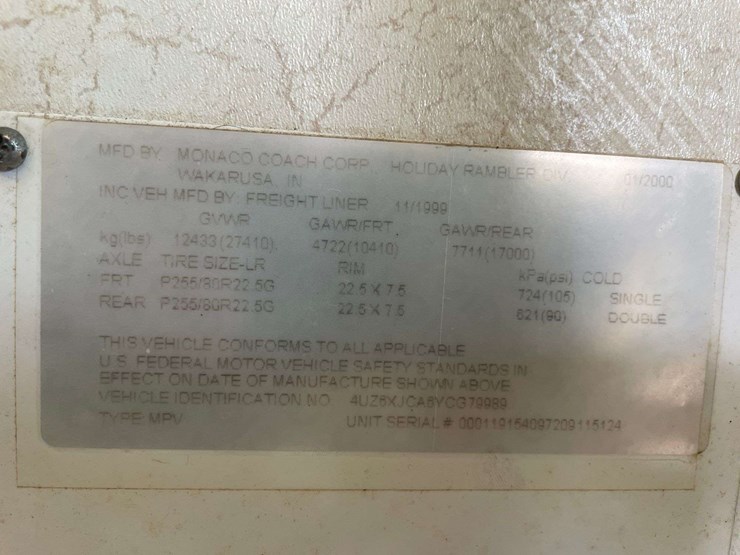 MFD BY MONACO COACH CORP. HOLIDAY RAMBLER DIV 01/2000
WAKARUSA IN
INC VEH MFD BY FREIGHT LINER 11/1999
GVWR GAWR/FRT. GAWR/REAR
kg(lbs) 12433(27410) 4722(10410) 7711(17000)
AXLE TIRE SIZE-LR RIM kPa(psi) COLD
FRT P255/80R22.5G 22.5 X 7.5 724(105) SINGLE
REAR P255/80R22.5G 22.5 X 7.5 621(90) DOUBLE
THIS VEHICLE CONFORMS TO ALL APPLICABLE
U.S. FEDERAL MOTOR VEHICLE SAFETY STANDARDS IN
EFFECT ON DATE OF MANUFACTURE SHOWN ABOVE
VEHICLE IDENTIFICATION NO. 4UZ6XJCA6YCG79989
TYPE MPV UNIT SERIAL # 000119154097209115124